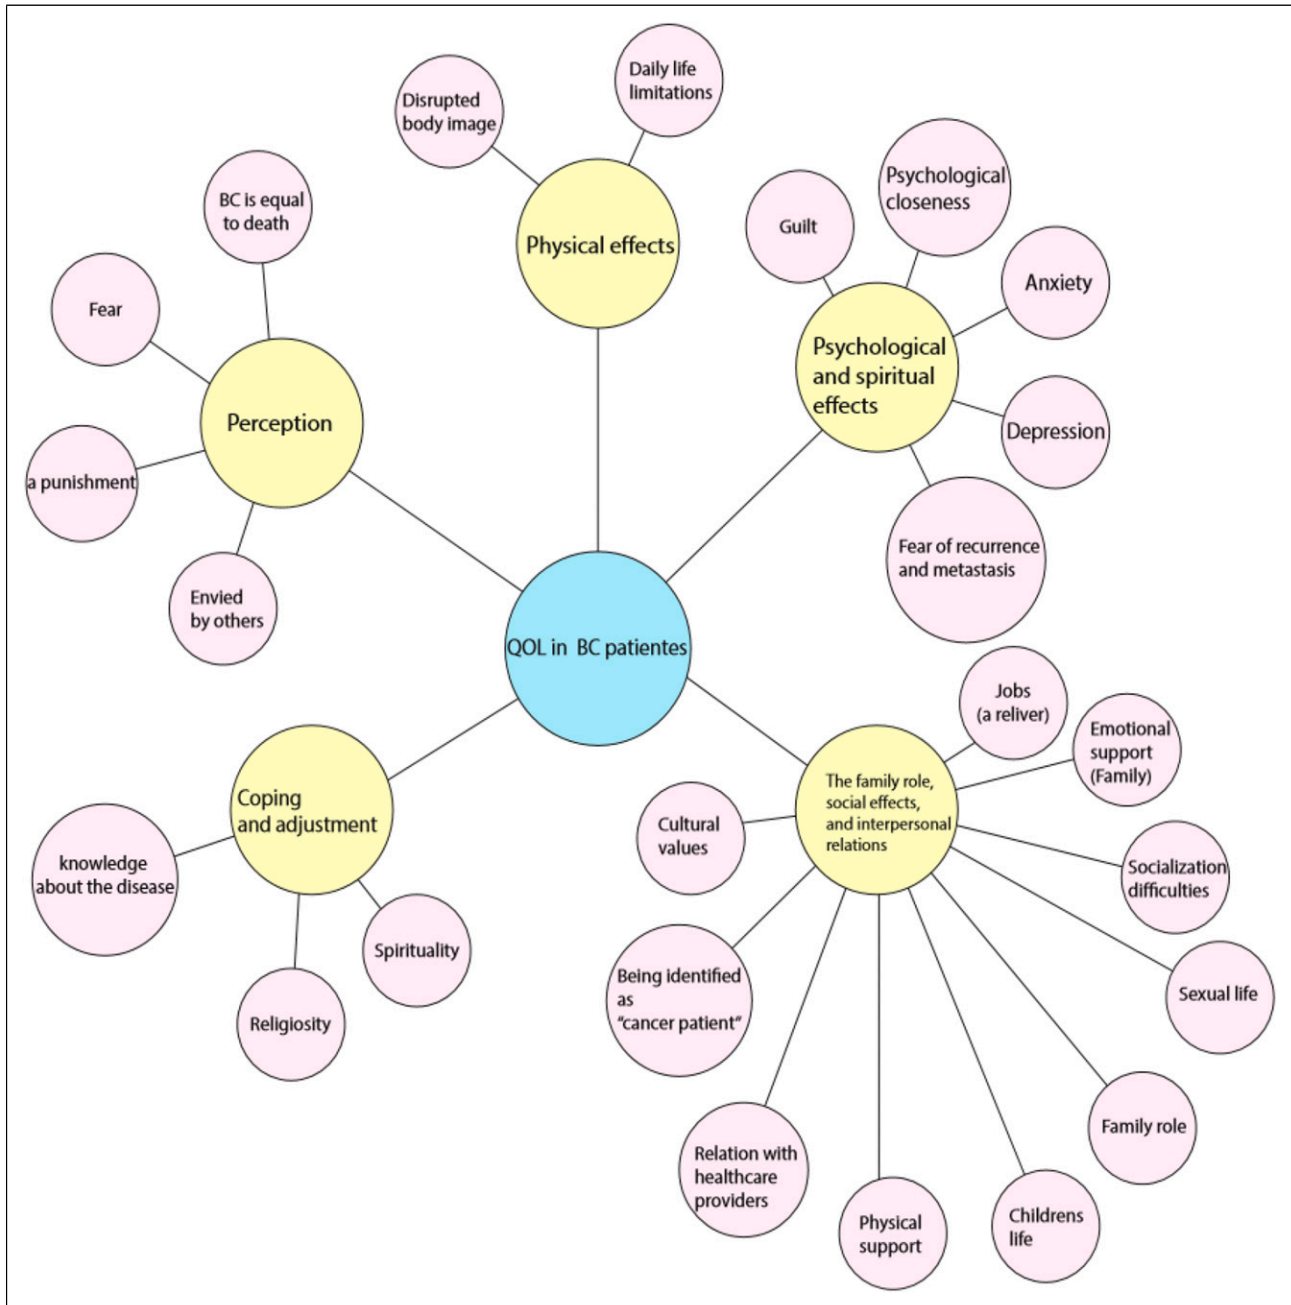 Daily life
limitations
Disrupted
body image
Physical effects
Psychological
closeness
Guilt
Anxiety
Psychological
and spiritual
effects
Depression
Fear of recurrence
and metastasis
BC is equal
to death
Fear
Perception
a punishment
Envied
by others
QOL in  BC patientes
Jobs
(a reliver)
Emotional
support
(Family)
The family role,
social effects,
and interpersonal
relations
Cultural
values
Socialization
difficulties
Being identified
as
“cancer patient”
Sexual life
Family role
Relation with
healthcare
providers
Physical
support
Childrens
life
Coping
and adjustment
knowledge
about the disease
Spirituality
Religiosity